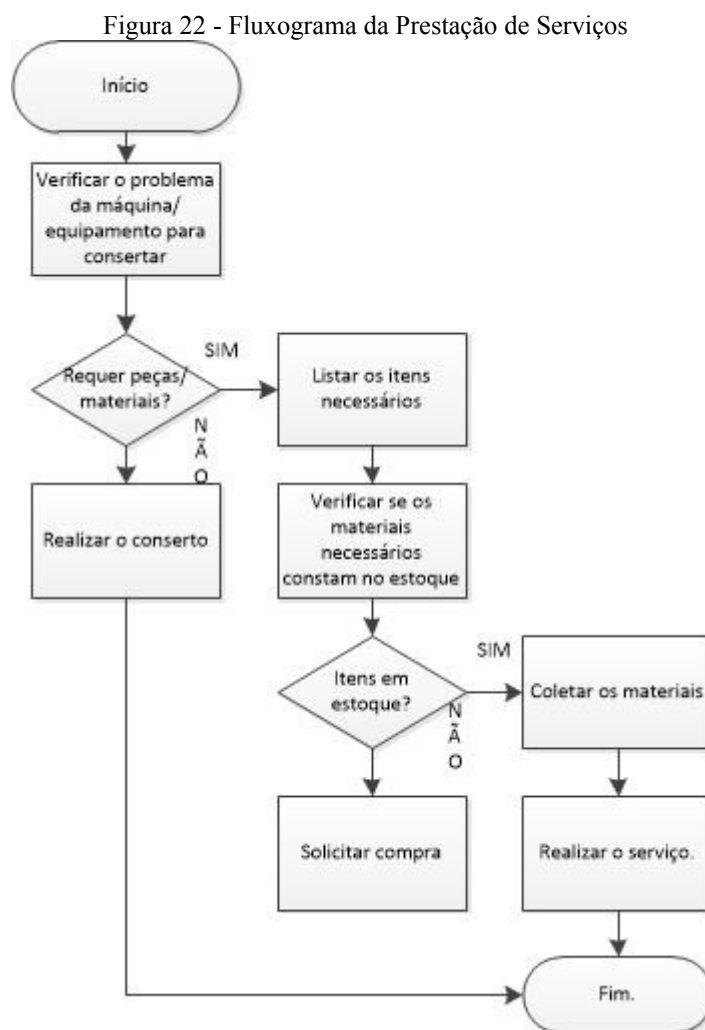 Figura 22 - Fluxograma da Prestação de Serviços
Início
Verificar o problema
da máquina/
equipamento para
consertar
Requer peças/
materiais?
SIM
Listar os itens
necessários
N
Ã
O
Realizar o conserto
Verificar se os
materiais
necessários
constam no estoque
Itens em
estoque?
SIM
Coletar os materiais
N
Ã
O
Solicitar compra
Realizar o serviço.
Fim.